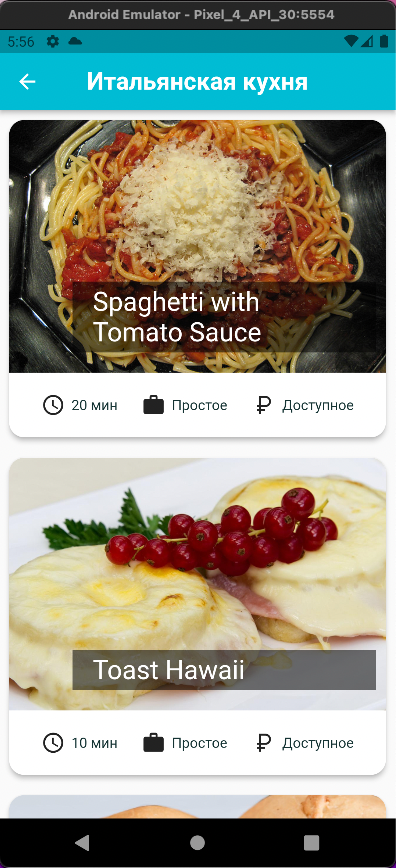 Android Emulator - Pixel_4_API_30:5554
5:56
Итальянская кухня
Spaghetti with
Tomato Sauce
20 мин Простое Доступное
Toast Hawaii
10 мин Простое Доступное